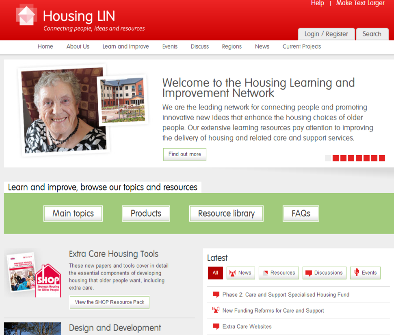 Help | Make Text Larger
Housing LIN
Connecting people, ideas and resources
Login / Register
Search
Home
About Us
Learn and Improve
Events
Discuss
Regions
News
Current Projects
Welcome to the Housing Learning and
Improvement Network
We are the leading network for connecting people and promoting
innovative new ideas that enhance the housing choices of older
people. Our extensive learning resources pay attention to improving
the delivery of housing and related care and support services.
Find out more
Learn and improve, browse our topics and resources
Main topics
Products
Resource library
FAQs
Extra Care Housing Tools
These new papers and tools cover in detail
the essential components of developing
housing that older people want, including
extra care.
SHOP
View the SHOP Resource Pack
Design and Development
Latest
All
News
Resources
Discussions
Events
Phase 2: Care and Support Specialised Housing Fund
New Funding Reforms for Care and Support
Extra Care Websites